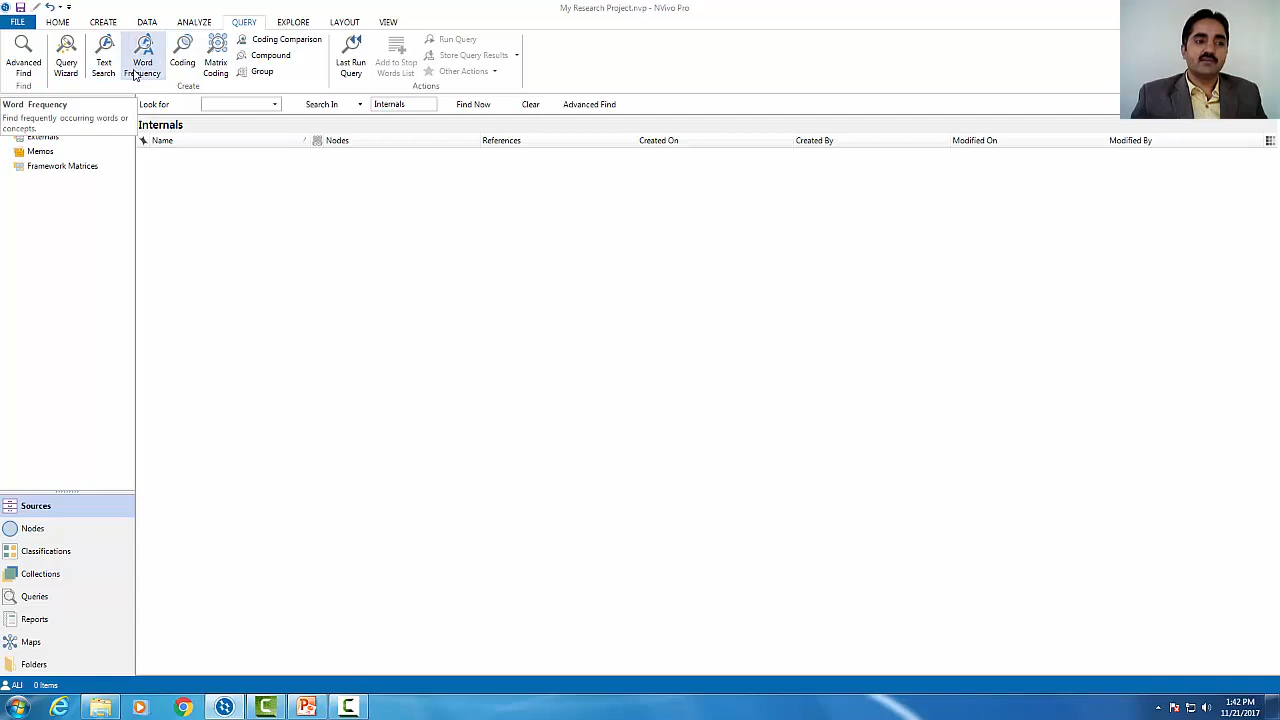 My Research Project.nvp - NVivo Pro
FILE HOME CREATE DATA ANALYZE QUERY EXPLORE LAYOUT VIEW
Advanced Find
Query Wizard
Text Search
Word Frequency
Coding
Matrix Coding
Coding Comparison
Compound
Group
Last Run Query
Add to Stop Words List
Run Query
Store Query Results
Other Actions
Find Create Actions
Word Frequency
Find frequently occurring words or
concepts.
Look for Search In Internals Find Now Clear Advanced Find
Internals
Name Nodes References Created On Created By Modified On Modified By
Externals
Memos
Framework Matrices
Sources
Nodes
Classifications
Collections
Queries
Reports
Maps
Folders
ALI 0 Items
1:42 PM
11/21/2017